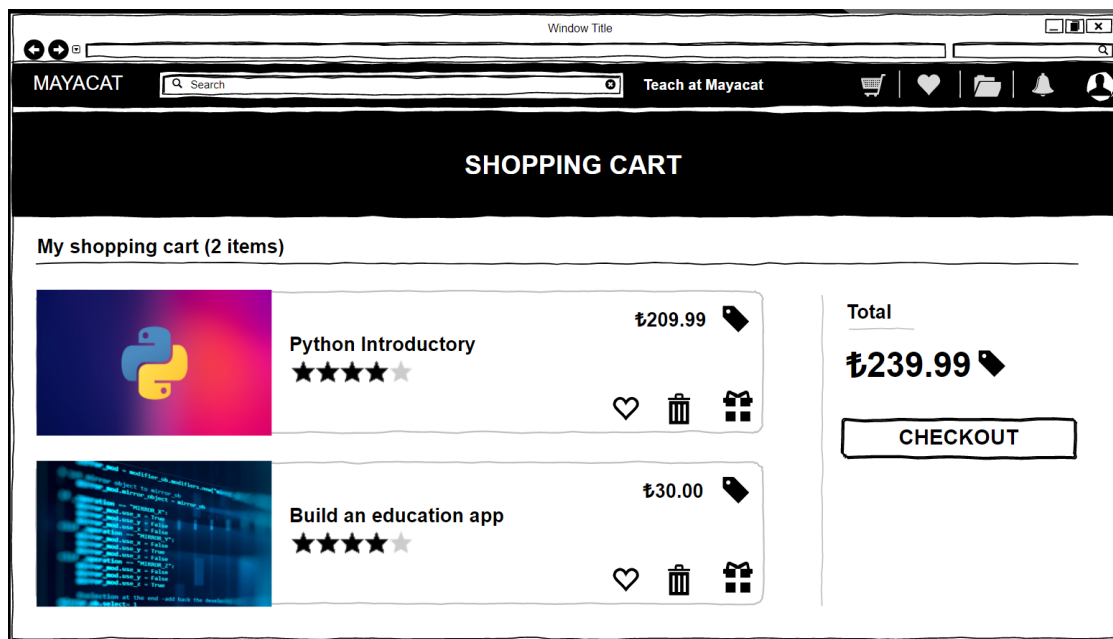 Window Title
MAYACAT
Search
Teach at Mayacat
SHOPPING CART
My shopping cart (2 items)
₺209.99
Python Introductory
₺30.00
Build an education app
Total
₺239.99
CHECKOUT